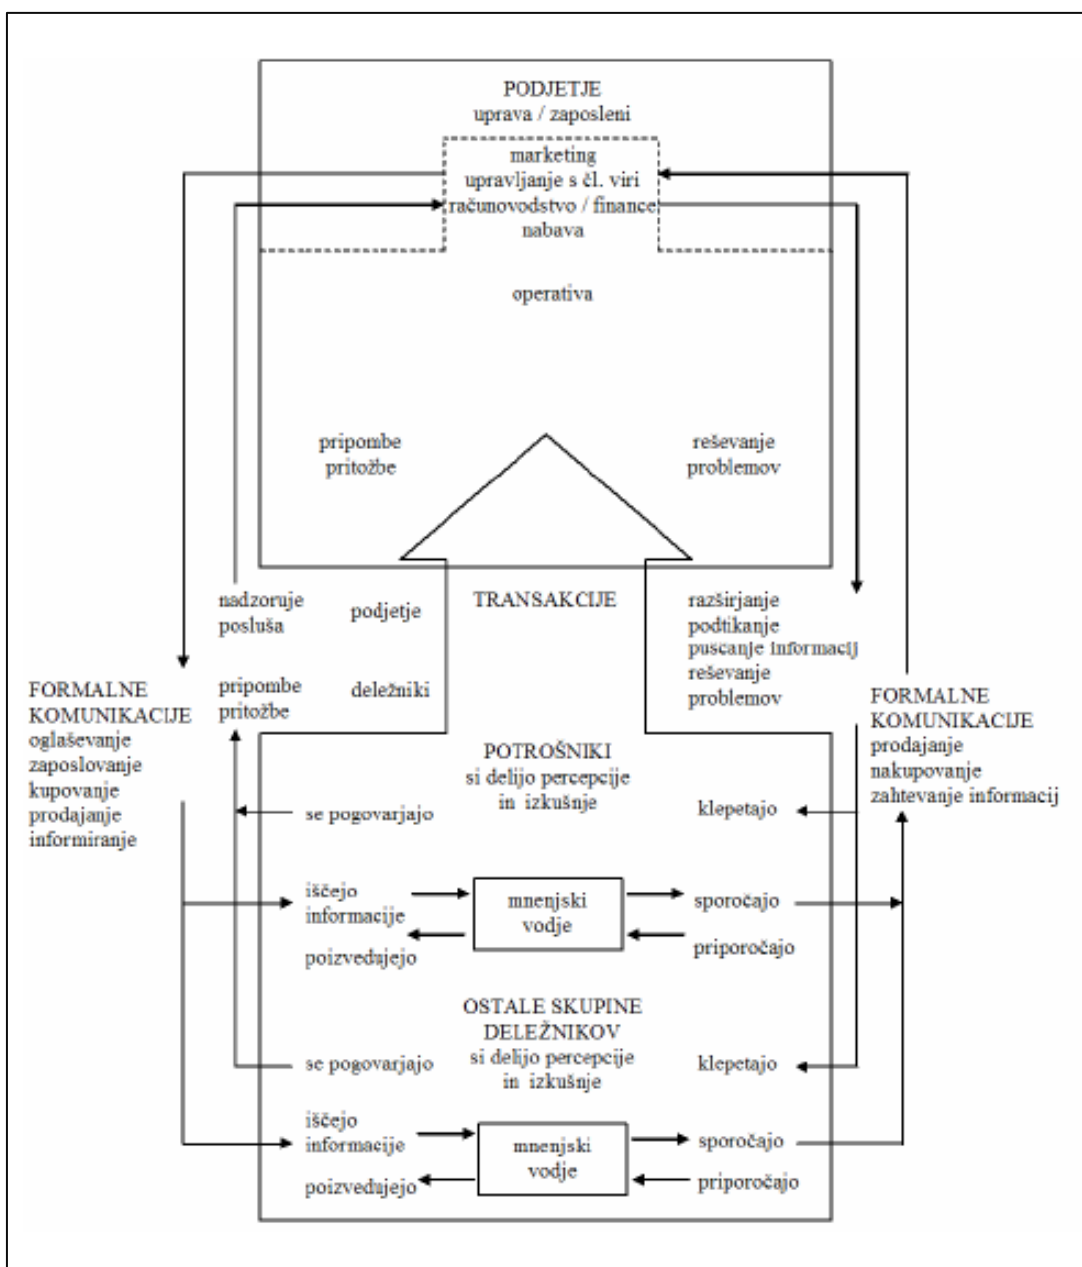 PODJETJE
uprava / zaposleni
marketing
upravljanje s čl. viri
računovodstvo / finance
nabava
operativa
pripombe
pritožbe
reševanje
problemov
TRANSAKCIJE
nadzoruje
posluša
podjetje
razširjanje
podtikanje
puscanje informacij
reševanje
problemov
pripombe
pritožbe
deležniki
FORMALNE
KOMUNIKACIJE
oglaševanje
zaposlovanje
kupovanje
prodajanje
informiranje
FORMALNE
KOMUNIKACIJE
prodajanje
nakupovanje
zahtevanje informacij
POTROŠNIKI
si delijo percepcije
in izkušnje
se pogovarjajo
klepetajo
iščejo
informacije
poizvedujejo
mnenjski
vodje
sporočajo
priporočajo
OSTALE SKUPINE
DELEŽNIKOV
si delijo percepcije
in izkušnje
se pogovarjajo
klepetajo
iščejo
informacije
poizvedujejo
mnenjski
vodje
sporočajo
priporočajo